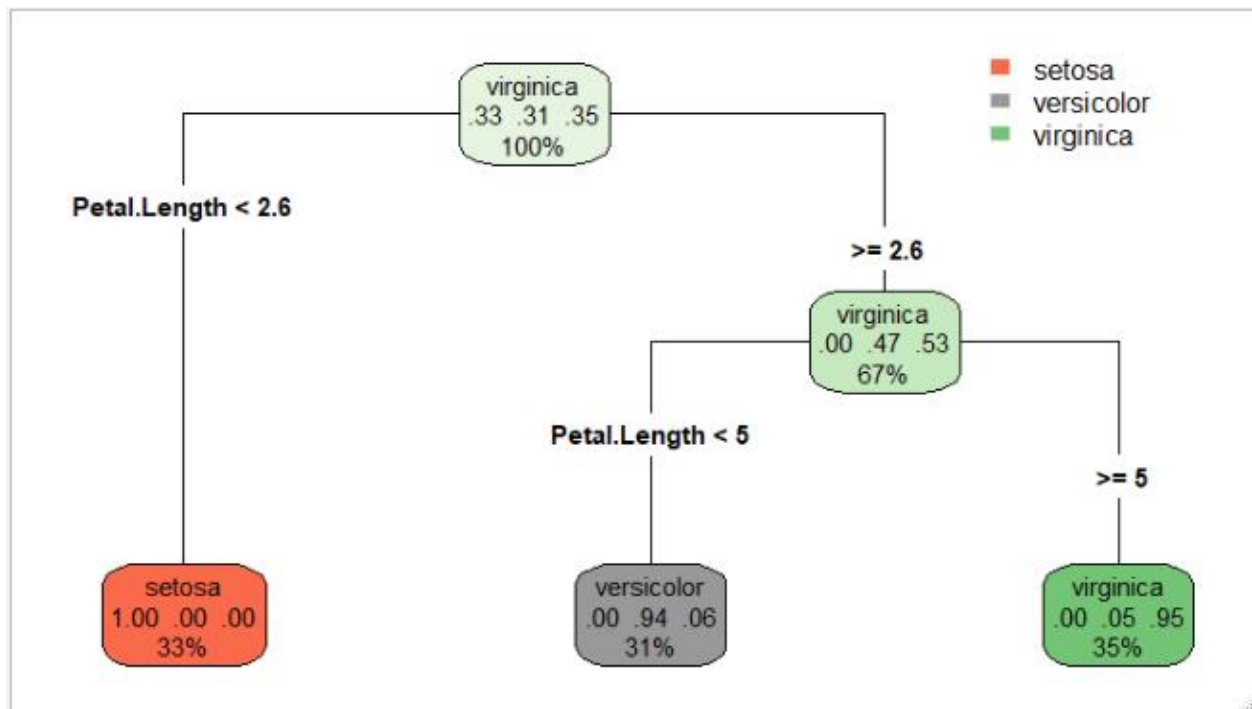 virginica
.33 .31 .35
100%
setosa
versicolor
virginica
Petal.Length < 2.6
>= 2.6
virginica
.00 .47 .53
67%
Petal.Length < 5
>= 5
setosa
1.00 .00 .00
33%
versicolor
.00 .94 .06
31%
virginica
.00 .05 .95
35%